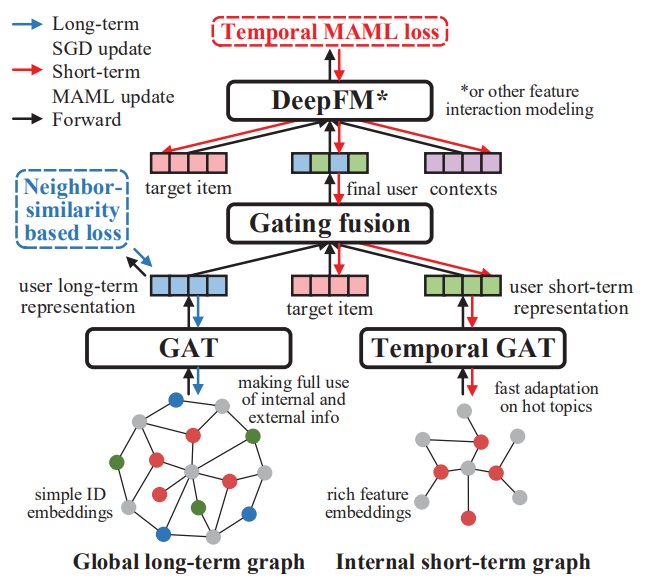 Long-term
SGD update
Short-term
MAML update
Forward
Temporal MAML loss
DeepFM*
*or other feature
interaction modeling
target item
final user
contexts
Neighbor-
similarity
based loss
Gating fusion
user long-term
representation
target item
user short-term
representation
GAT
Temporal GAT
making full use
of internal and
external info
fast adaptation
on hot topics
simple ID
embeddings
rich feature
embeddings
Global long-term graph
Internal short-term graph